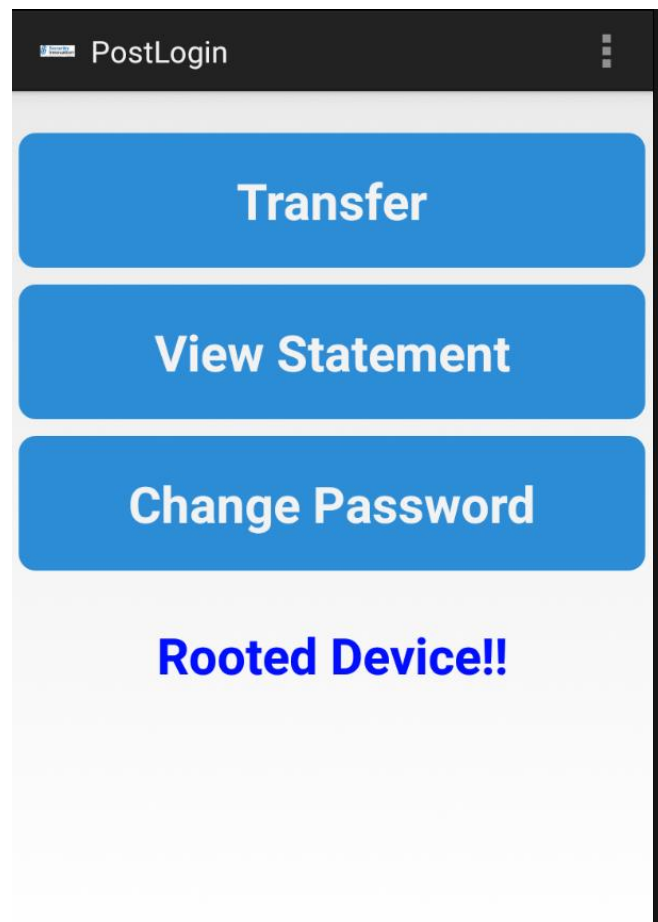 PostLogin
Transfer
View Statement
Change Password
Rooted Device!!